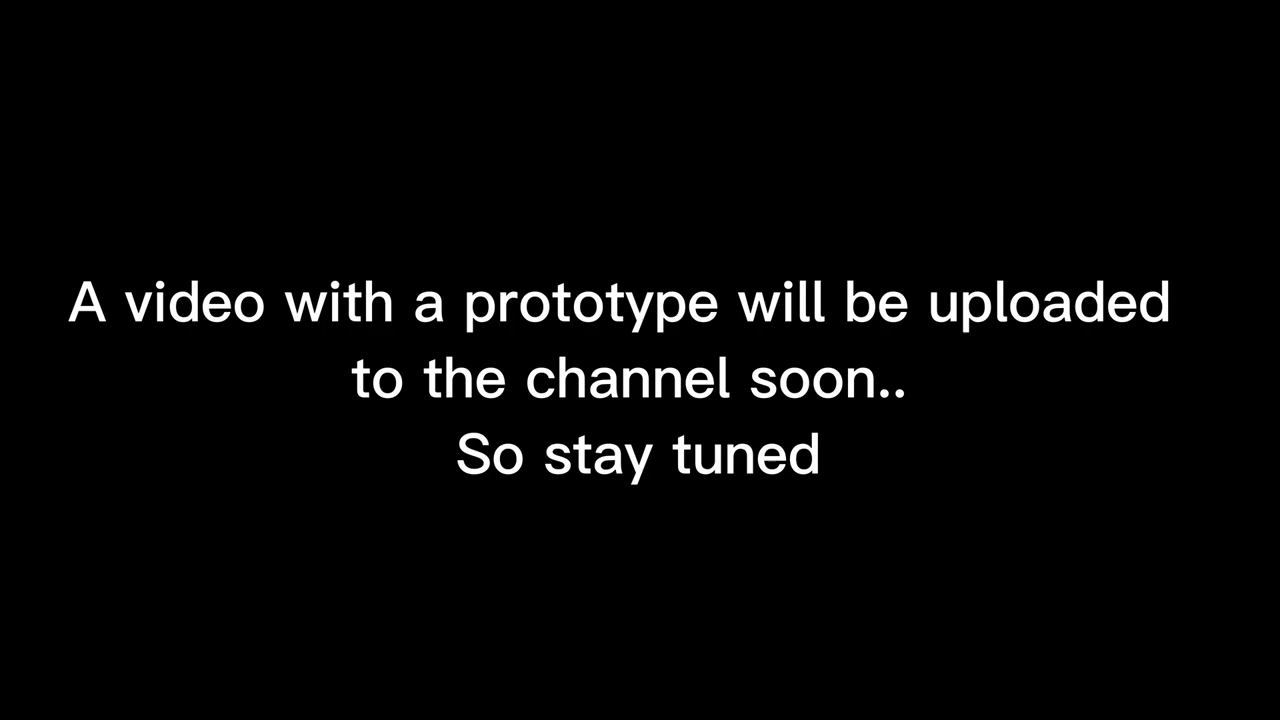 A video with a prototype will be uploaded
to the channel soon..
So stay tuned